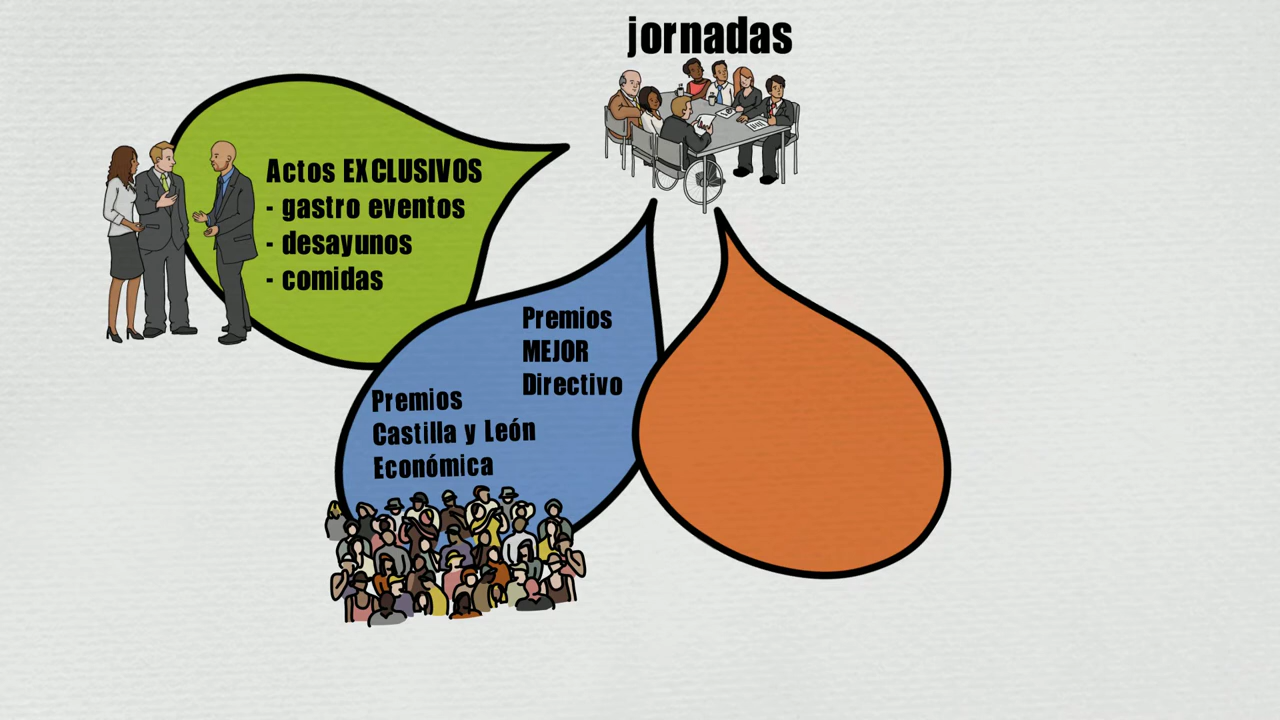 jornadas
Actos EXCLUSIVOS
- gastro eventos
- desayunos
- comidas
Premios
MEJOR
Directivo
Premios
Castilla y León
Económica